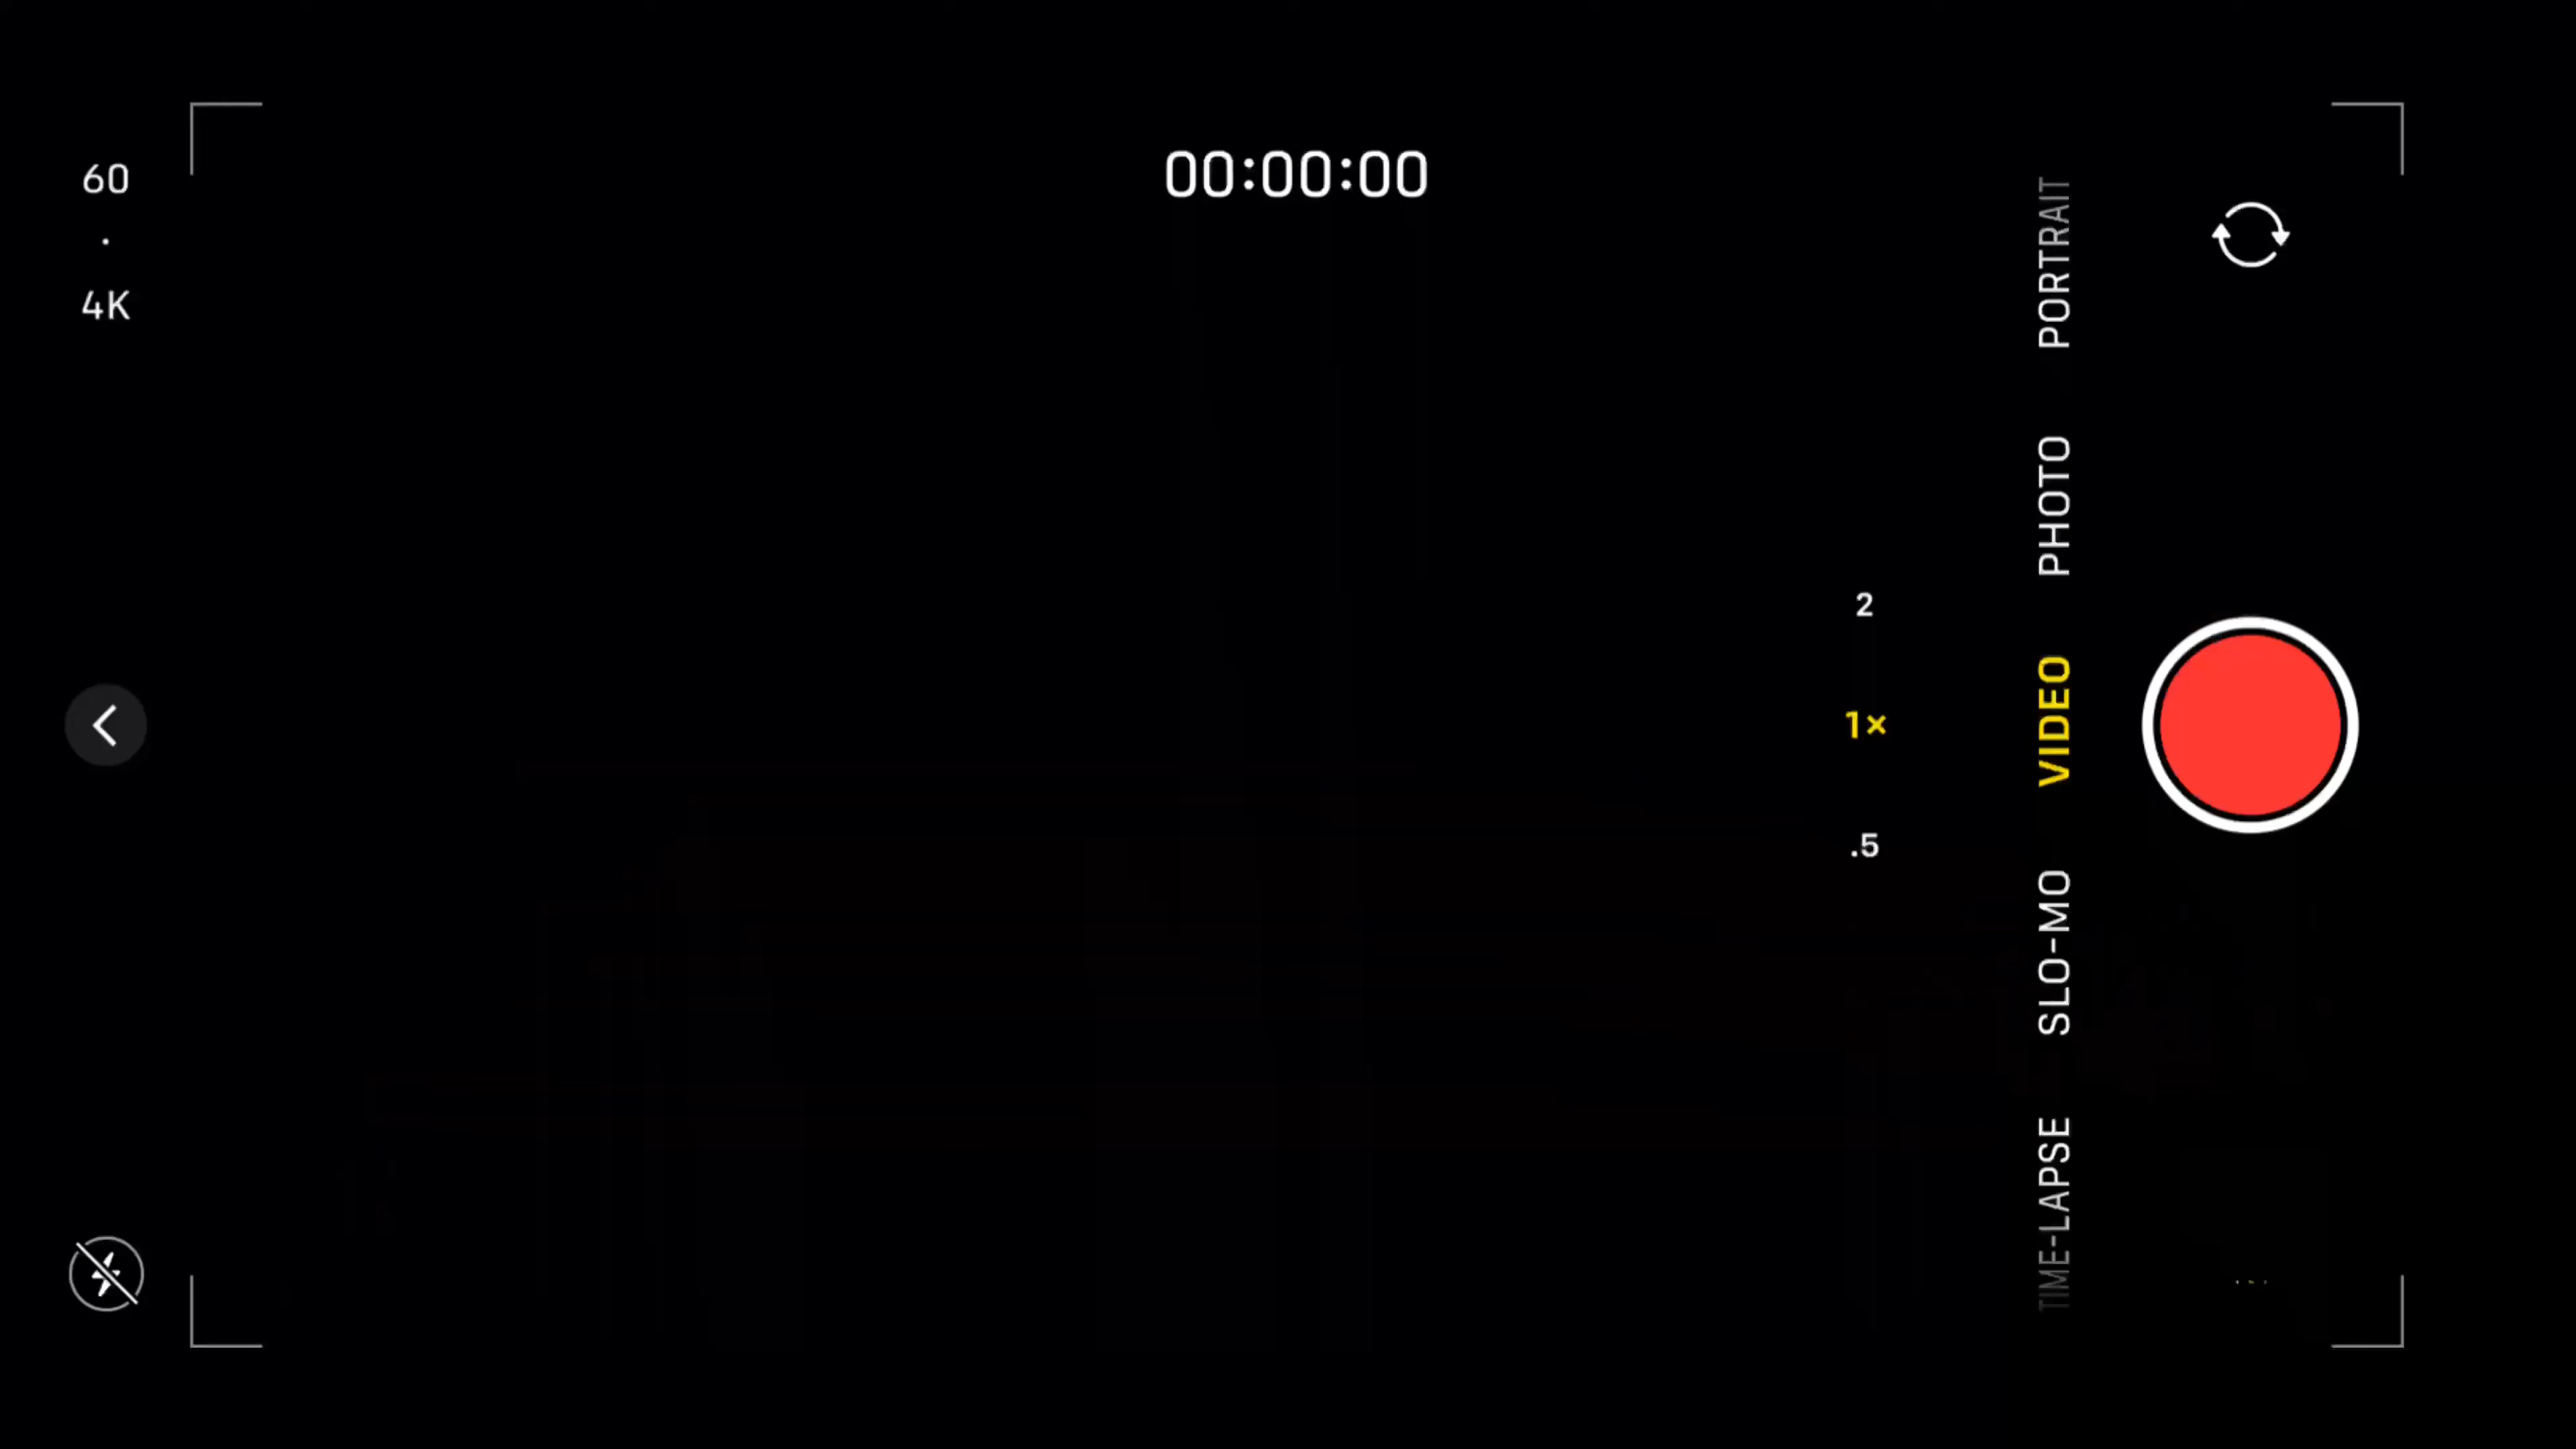 60
4K
00:00:00
2
1×
.5
PORTRAIT
PHOTO
VIDEO
SLO-MO
TIME-LAPSE